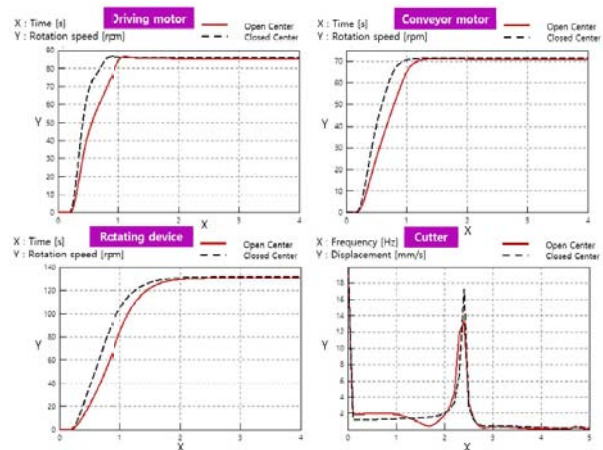 X : Time [s]
Y : Rotation speed [rpm]
Driving motor
Open Center
Closed Center
90
80
70
60
50
40
30
20
10
0
Y
0 1 2 3 4
X
X : Time [s]
Y : Rotation speed [rpm]
Conveyor motor
Open Center
Closed Center
70
60
50
40
30
20
10
0
Y
0 1 2 3 4
X
X : Time [s]
Y : Rotation speed [rpm]
Rotating device
Open Center
Closed Center
140
120
100
80
60
40
20
0
Y
0 1 2 3 4
X
X : Frequency [Hz]
Y : Displacement [mm/s]
Cutter
Open Center
Closed Center
18
16
14
12
10
8
6
4
2
Y
0 1 2 3 4 5
X